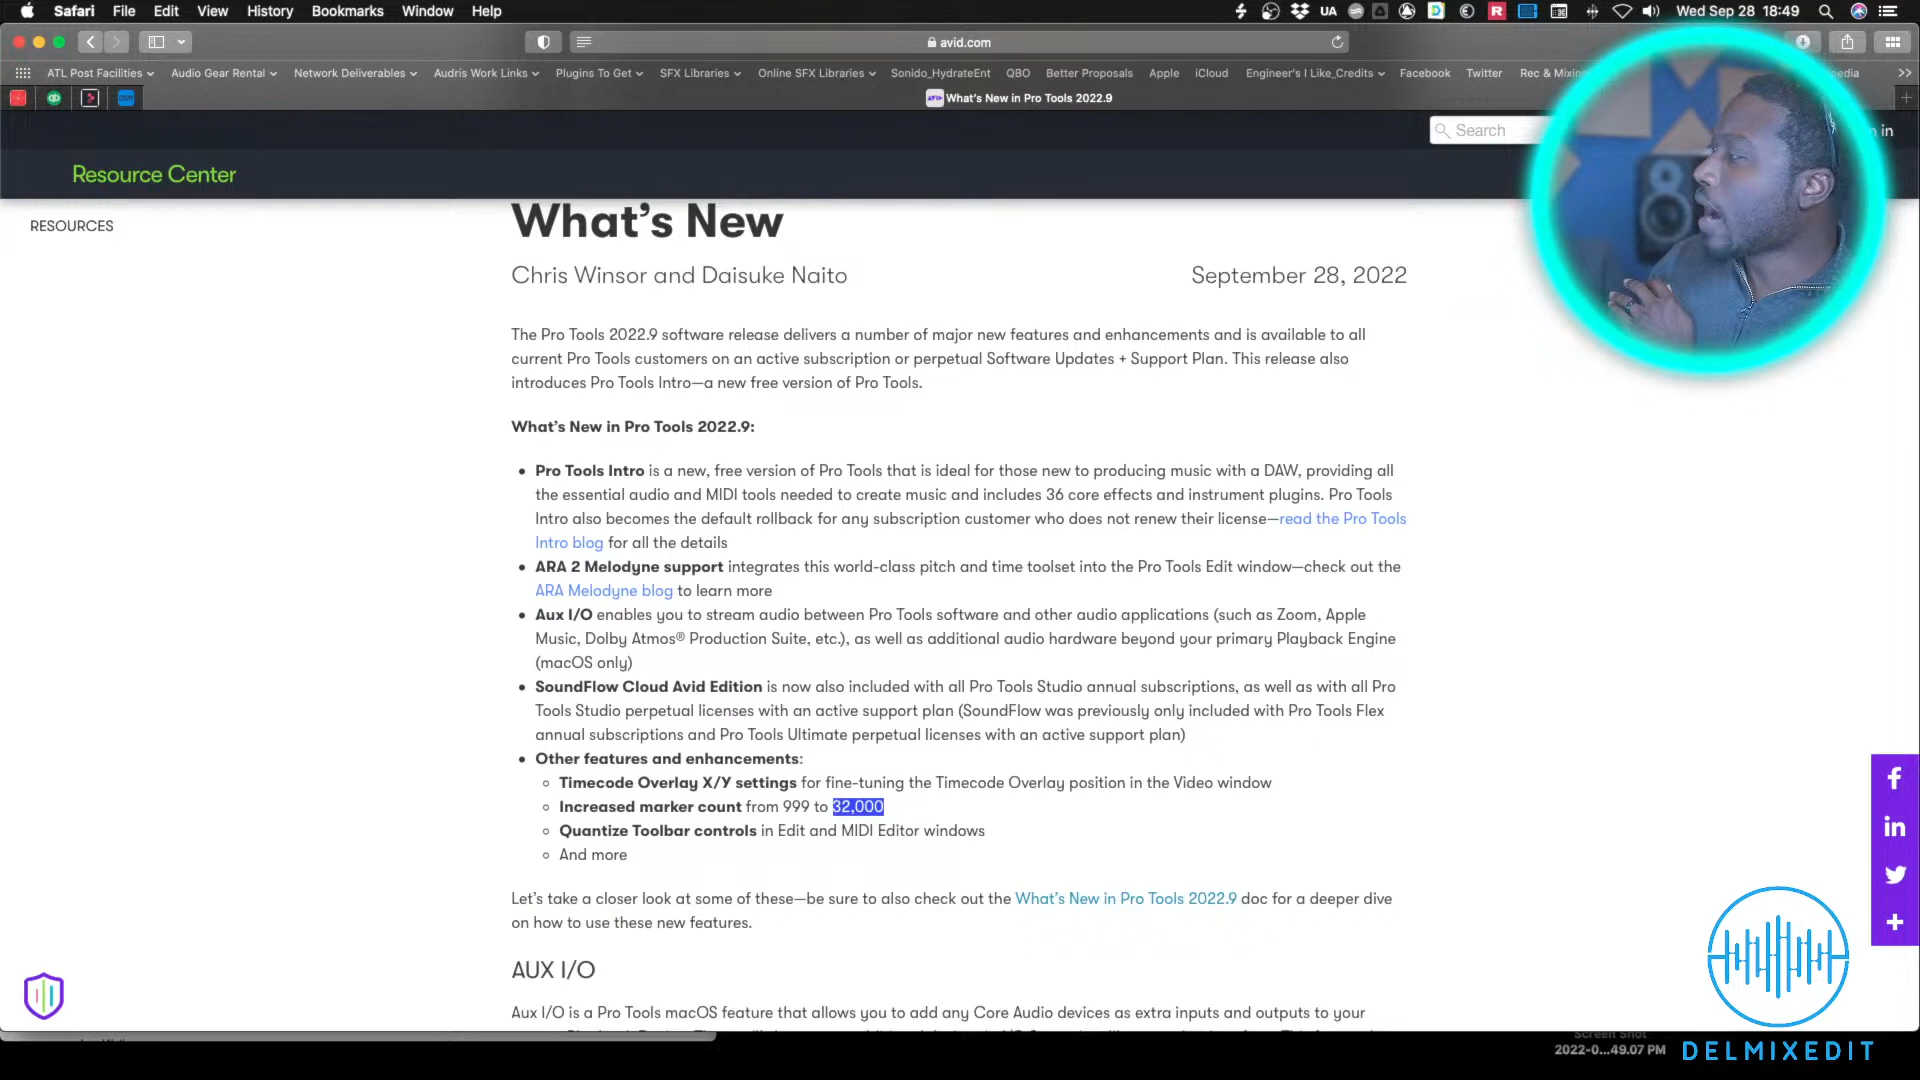 Safari File Edit View History Bookmarks Window Help
UA
Wed Sep 28 18:49
avid.com
ATL Post Facilities Audio Gear Rental Network Deliverables Audris Work Links Plugins To Get SFX Libraries Online SFX Libraries Sonido_HydrateEnt QBO Better Proposals Apple iCloud Engineer's I Like_Credits Facebook Twitter Rec & Mixin
What's New in Pro Tools 2022.9
Search
in
Resource Center
RESOURCES
What's New
Chris Winsor and Daisuke Naito
September 28, 2022
The Pro Tools 2022.9 software release delivers a number of major new features and enhancements and is available to all
current Pro Tools customers on an active subscription or perpetual Software Updates + Support Plan. This release also
introduces Pro Tools Intro—a new free version of Pro Tools.
What's New in Pro Tools 2022.9:
• Pro Tools Intro is a new, free version of Pro Tools that is ideal for those new to producing music with a DAW, providing all
the essential audio and MIDI tools needed to create music and includes 36 core effects and instrument plugins. Pro Tools
Intro also becomes the default rollback for any subscription customer who does not renew their license—read the Pro Tools
Intro blog for all the details
• ARA 2 Melodyne support integrates this world-class pitch and time toolset into the Pro Tools Edit window—check out the
ARA Melodyne blog to learn more
• Aux I/O enables you to stream audio between Pro Tools software and other audio applications (such as Zoom, Apple
Music, Dolby Atmos® Production Suite, etc.), as well as additional audio hardware beyond your primary Playback Engine
(macOS only)
• SoundFlow Cloud Avid Edition is now also included with all Pro Tools Studio annual subscriptions, as well as with all Pro
Tools Studio perpetual licenses with an active support plan (SoundFlow was previously only included with Pro Tools Flex
annual subscriptions and Pro Tools Ultimate perpetual licenses with an active support plan)
• Other features and enhancements:
◦ Timecode Overlay X/Y settings for fine-tuning the Timecode Overlay position in the Video window
◦ Increased marker count from 999 to 32,000
◦ Quantize Toolbar controls in Edit and MIDI Editor windows
◦ And more
Let's take a closer look at some of these—be sure to also check out the What's New in Pro Tools 2022.9 doc for a deeper dive
on how to use these new features.
AUX I/O
Aux I/O is a Pro Tools macOS feature that allows you to add any Core Audio devices as extra inputs and outputs to your
Screen Shot
2022-0...49.07 PM
DELMIXEDIT